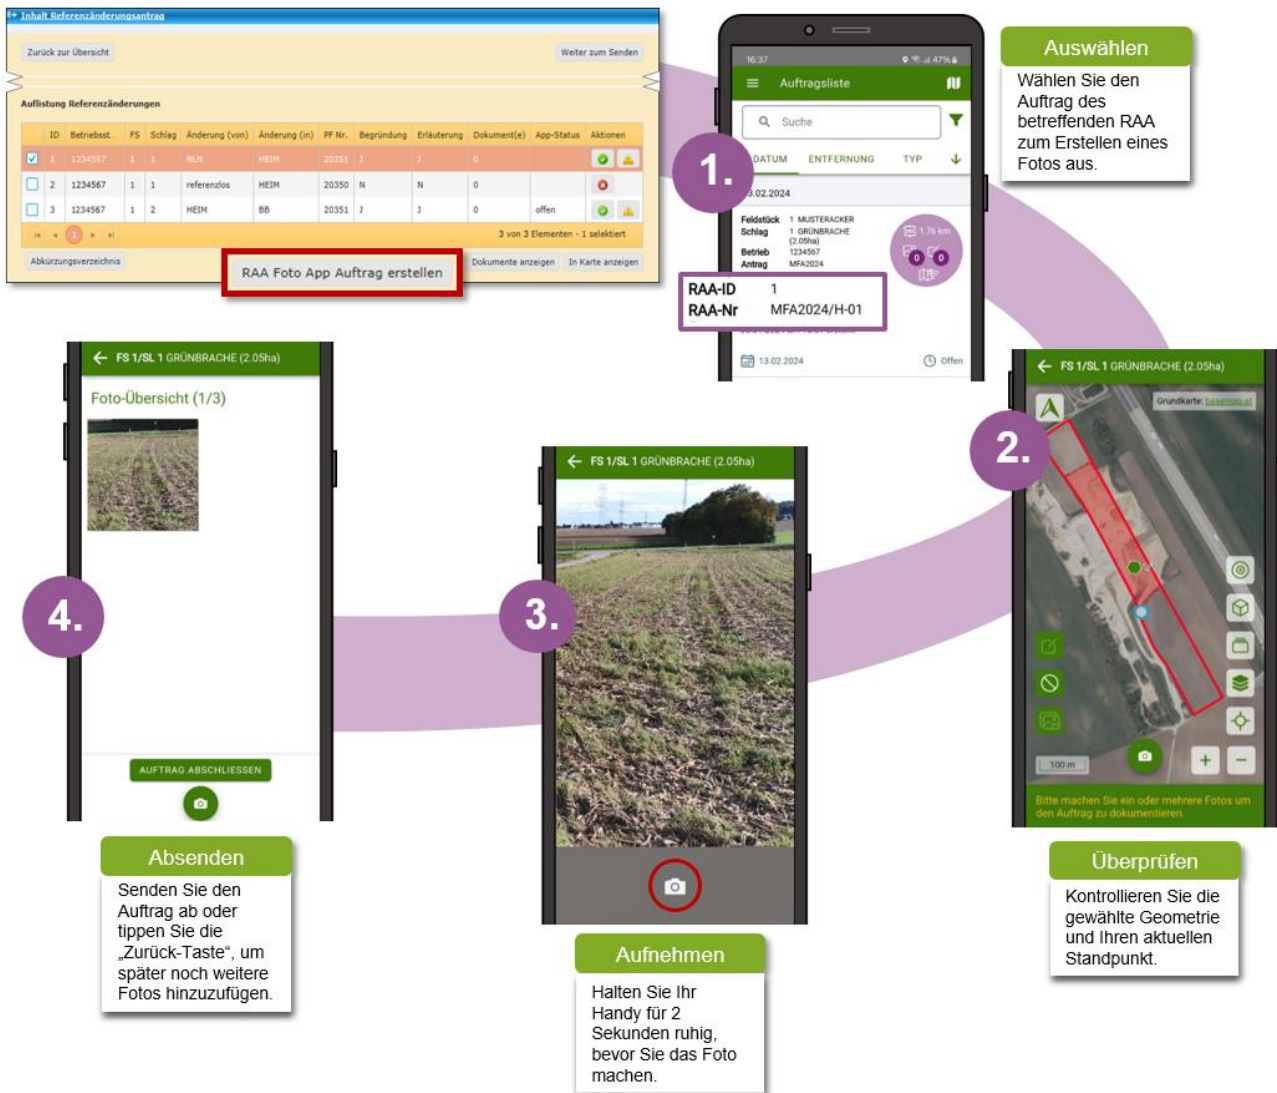 Inhalt Referenzänderungsantrag
Zurück zur Übersicht
Weiter zum Senden
Auflistung Referenzänderungen
ID Betriebsst.. FS Schlag Änderung (von) Änderung (in) PF Nr. Begründung Erläuterung Dokument(e) App-Status Aktionen
1 1234567 1 1 NLN HEIM 20351 J J 0
2 1234567 1 1 referenzlos HEIM 20350 N N 0
3 1234567 1 2 HEIM BB 20351 J J 0 offen
1
3 von 3 Elementen - 1 selektiert
Abkürzungsverzeichnis
RAA Foto App Auftrag erstellen
Dokumente anzeigen
In Karte anzeigen
1.
16:37
47%
Auftragsliste
Suche
DATUM ENTFERNUNG TYP
13.02.2024
Feldstück 1 MUSTERACKER
Schlag 1 GRÜNBRACHE
(2.05ha)
Betrieb 1234567
Antrag MFA2024
1,76 km
0 0
RAA-ID 1
RAA-Nr MFA2024/H-01
13.02.2024
Offen
Auswählen
Wählen Sie den
Auftrag des
betreffenden RAA
zum Erstellen eines
Fotos aus.
2.
FS 1/SL 1 GRÜNBRACHE (2.05ha)
Grundkarte: basemap.at
100 m
+ −
Bitte machen Sie ein oder mehrere Fotos um
den Auftrag zu dokumentieren.
Überprüfen
Kontrollieren Sie die
gewählte Geometrie
und Ihren aktuellen
Standpunkt.
3.
FS 1/SL 1 GRÜNBRACHE (2.05ha)
Aufnehmen
Halten Sie Ihr
Handy für 2
Sekunden ruhig,
bevor Sie das Foto
machen.
4.
FS 1/SL 1 GRÜNBRACHE (2.05ha)
Foto-Übersicht (1/3)
AUFTRAG ABSCHLIESSEN
Absenden
Senden Sie den
Auftrag ab oder
tippen Sie die
„Zurück-Taste“, um
später noch weitere
Fotos hinzuzufügen.